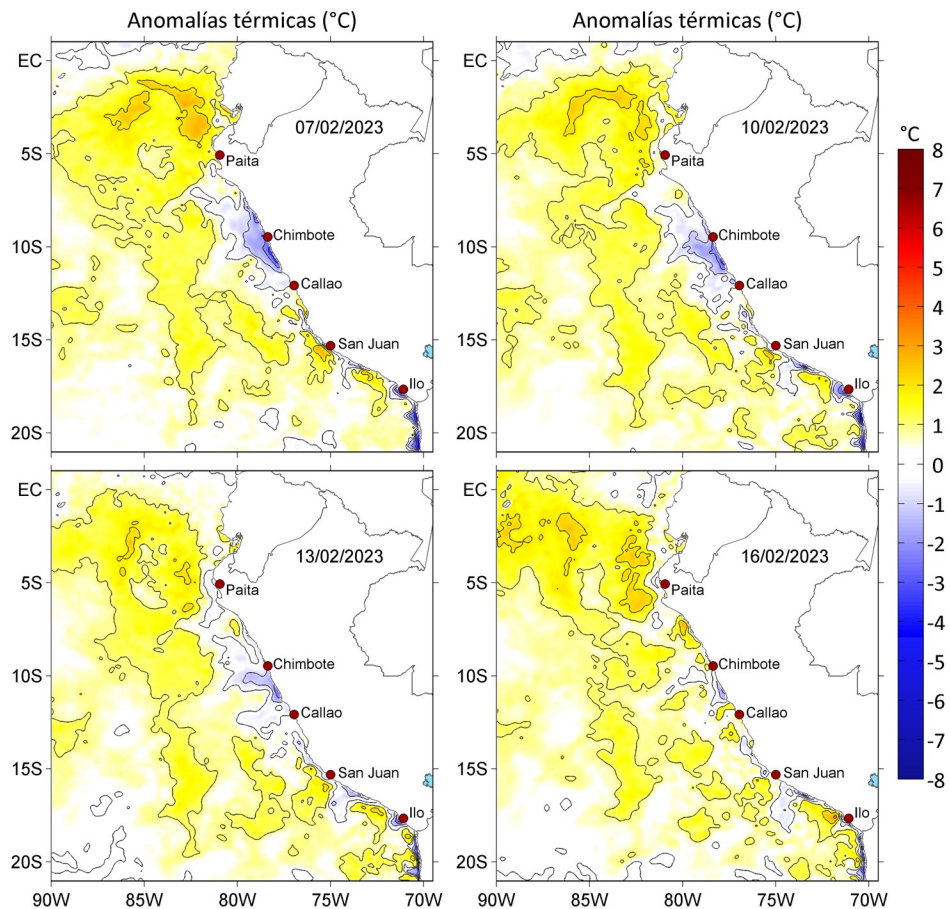 Anomalías térmicas (°C)
Anomalías térmicas (°C)
EC
5S
10S
15S
20S
07/02/2023
Paita
Chimbote
Callao
San Juan
Ilo
EC
5S
10S
15S
20S
10/02/2023
Paita
Chimbote
Callao
San Juan
Ilo
°C
8
7
6
5
4
3
2
1
0
-1
-2
-3
-4
-5
-6
-7
-8
EC
5S
10S
15S
20S
13/02/2023
Paita
Chimbote
Callao
San Juan
Ilo
90W 85W 80W 75W 70W
EC
5S
10S
15S
20S
16/02/2023
Paita
Chimbote
Callao
San Juan
Ilo
90W 85W 80W 75W 70W